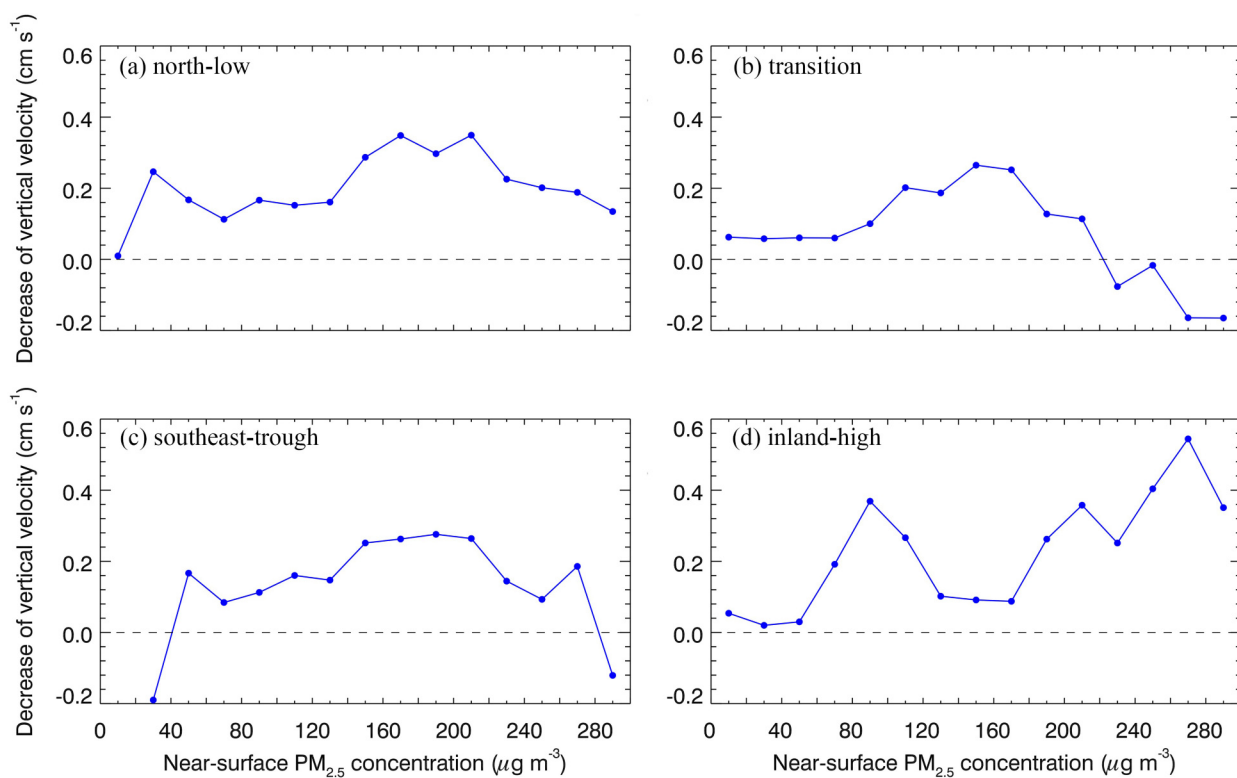 Decrease of vertical velocity (cm s⁻¹)
0.6
0.4
0.2
0.0
-0.2
(a) north-low
0.6
0.4
0.2
0.0
-0.2
(b) transition
Decrease of vertical velocity (cm s⁻¹)
0.6
0.4
0.2
0.0
-0.2
(c) southeast-trough
0 40 80 120 160 200 240 280
Near-surface PM₂.₅ concentration (μg m⁻³)
0.6
0.4
0.2
0.0
-0.2
(d) inland-high
0 40 80 120 160 200 240 280
Near-surface PM₂.₅ concentration (μg m⁻³)